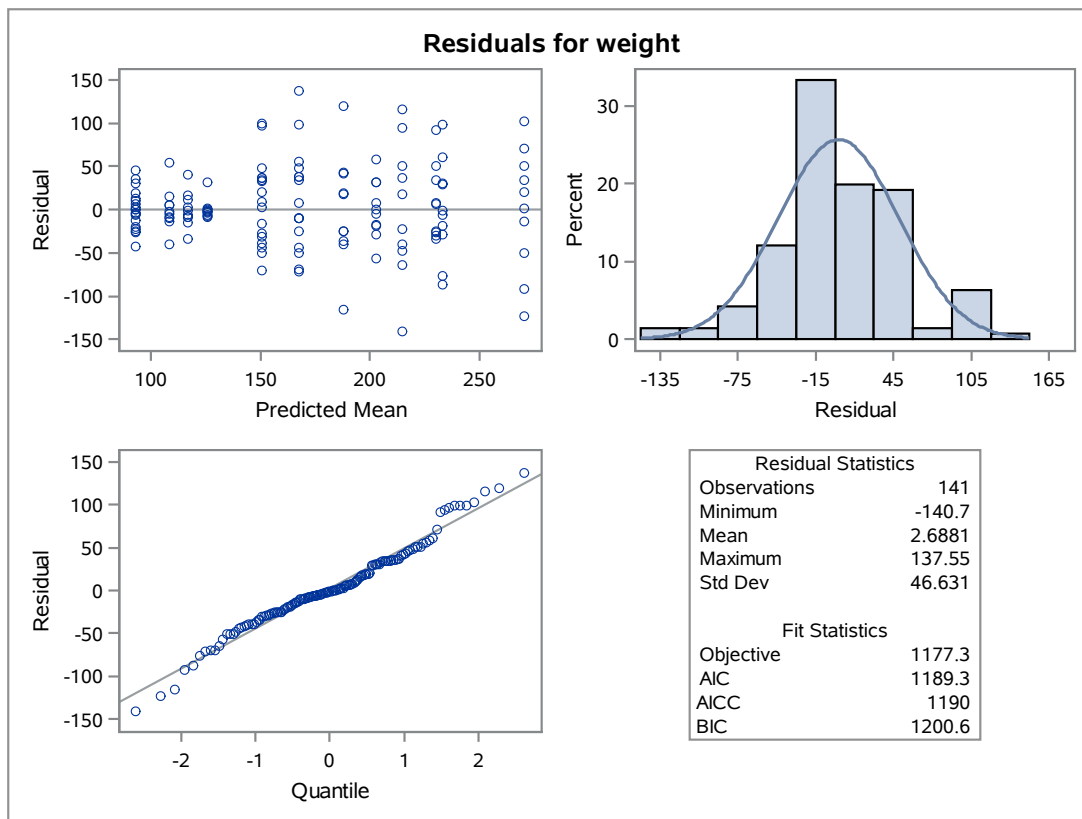 Residuals for weight
150
100
50
0
-50
-100
-150
Residual
100 150 200 250
Predicted Mean
30
20
10
0
Percent
-135 -75 -15 45 105 165
Residual
150
100
50
0
-50
-100
-150
Residual
-2 -1 0 1 2
Quantile
Residual Statistics
Observations 141
Minimum -140.7
Mean 2.6881
Maximum 137.55
Std Dev 46.631
Fit Statistics
Objective 1177.3
AIC 1189.3
AICC 1190
BIC 1200.6